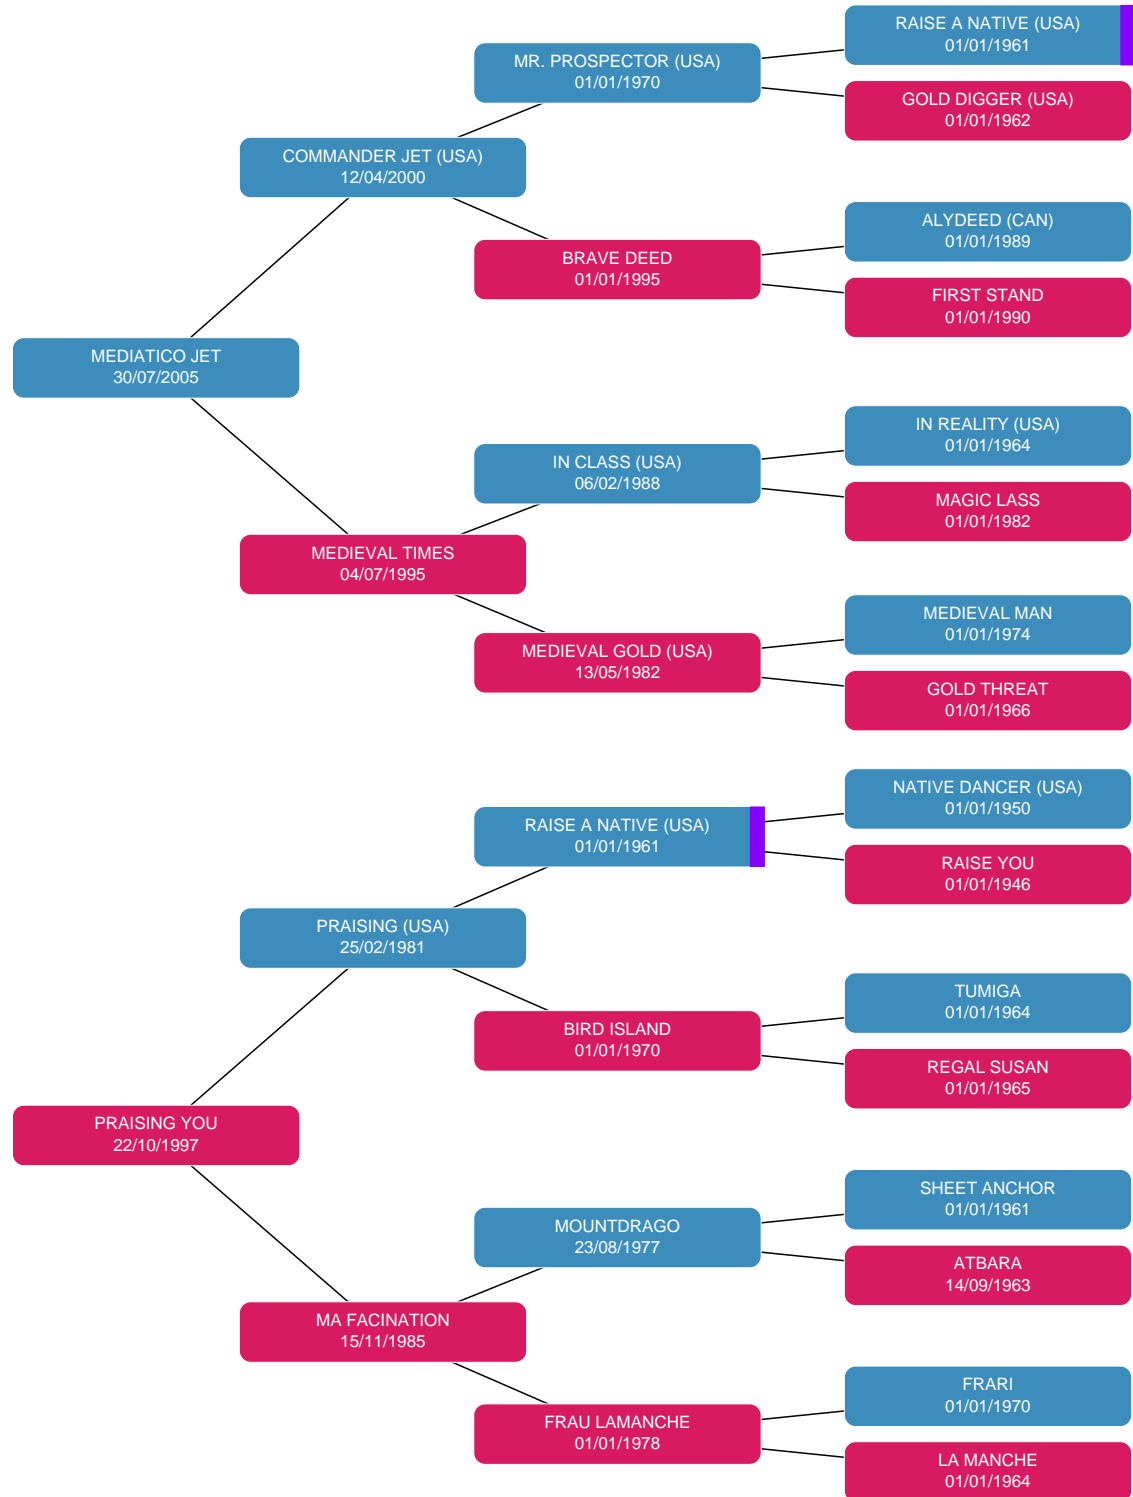 RAISE A NATIVE (USA)
01/01/1961
MR. PROSPECTOR (USA)
01/01/1970
GOLD DIGGER (USA)
01/01/1962
COMMANDER JET (USA)
12/04/2000
ALYDEED (CAN)
01/01/1989
BRAVE DEED
01/01/1995
FIRST STAND
01/01/1990
MEDIATICO JET
30/07/2005
IN REALITY (USA)
01/01/1964
IN CLASS (USA)
06/02/1988
MAGIC LASS
01/01/1982
MEDIEVAL TIMES
04/07/1995
MEDIEVAL MAN
01/01/1974
MEDIEVAL GOLD (USA)
13/05/1982
GOLD THREAT
01/01/1966
NATIVE DANCER (USA)
01/01/1950
RAISE A NATIVE (USA)
01/01/1961
RAISE YOU
01/01/1946
PRAISING (USA)
25/02/1981
TUMIGA
01/01/1964
BIRD ISLAND
01/01/1970
REGAL SUSAN
01/01/1965
PRAISING YOU
22/10/1997
SHEET ANCHOR
01/01/1961
MOUNTDRAGO
23/08/1977
ATBARA
14/09/1963
MA FACINATION
15/11/1985
FRARI
01/01/1970
FRAU LAMANCHE
01/01/1978
LA MANCHE
01/01/1964